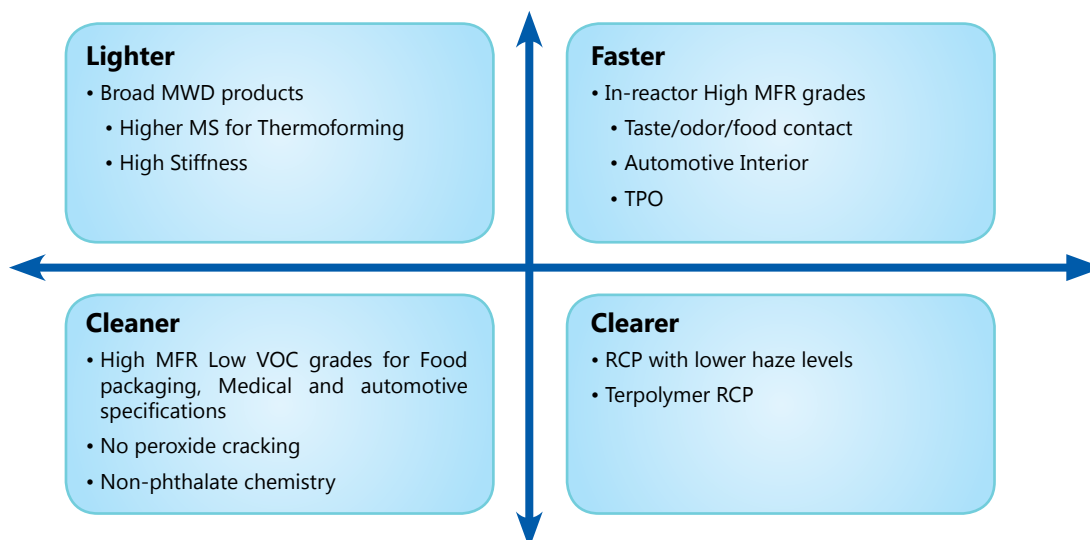 Lighter
• Broad MWD products
• Higher MS for Thermoforming
• High Stiffness
Faster
• In-reactor High MFR grades
• Taste/odor/food contact
• Automotive Interior
• TPO
Cleaner
• High MFR Low VOC grades for Food
packaging, Medical and automotive
specifications
• No peroxide cracking
• Non-phthalate chemistry
Clearer
• RCP with lower haze levels
• Terpolymer RCP